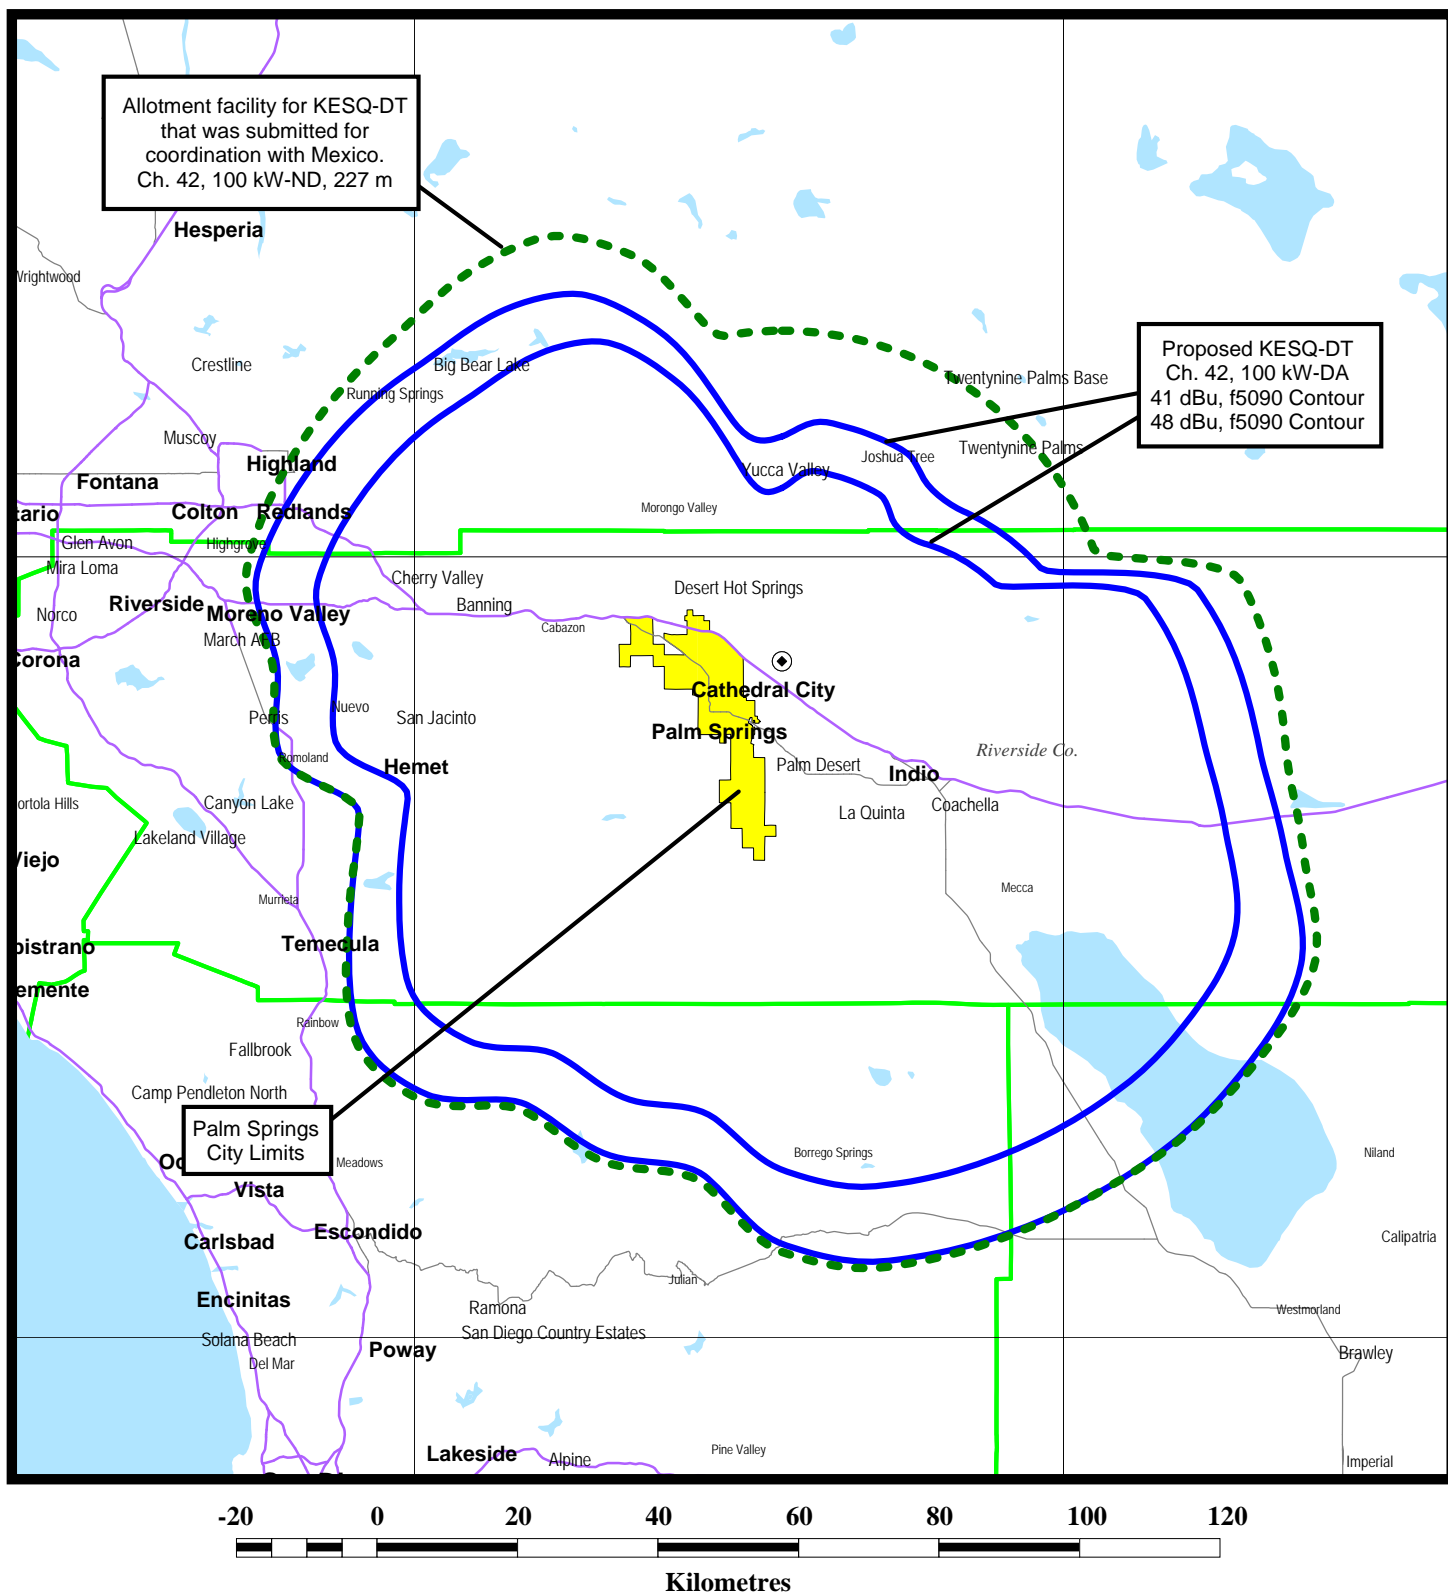 Allotment facility for KESQ-DT
that was submitted for
coordination with Mexico.
Ch. 42, 100 kW-ND, 227 m
Hesperia
Wrightwood
Crestline
Big Bear Lake
Running Springs
Proposed KESQ-DT
Ch. 42, 100 kW-DA
41 dBu, f5090 Contour
48 dBu, f5090 Contour
Twentynine Palms Base
Twentynine Palms
Joshua Tree
Yucca Valley
Muscoy
Highland
Fontana
tario
Colton
Redlands
Morongo Valley
Glen Avon
Highgrove
Mira Loma
Cherry Valley
Desert Hot Springs
Norco
Riverside
Moreno Valley
Banning
Cabazon
March AFB
Corona
Cathedral City
Perris
Nuevo
San Jacinto
Palm Springs
Riverside Co.
Romoland
Hemet
Palm Desert
Indio
ortola Hills
Canyon Lake
La Quinta
Coachella
Lakeland Village
Viejo
Mecca
Murrieta
pistrano
Temecula
emente
Rainbow
Fallbrook
Camp Pendleton North
Palm Springs
City Limits
Oc
Meadows
Borrego Springs
Niland
Vista
Carlsbad
Escondido
Calipatria
Julian
Encinitas
Ramona
Westmorland
San Diego Country Estates
Solana Beach
Poway
Brawley
Del Mar
Lakeside
Alpine
Pine Valley
Imperial
-20 0 20 40 60 80 100 120
Kilometres